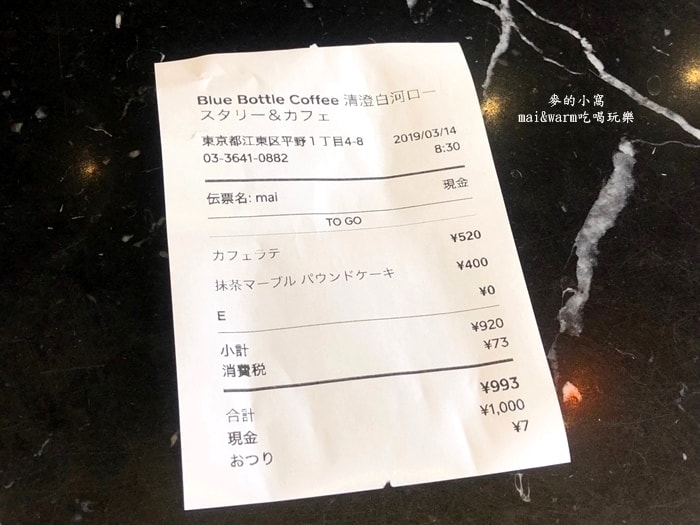 Blue Bottle Coffee 清澄白河ロー
スタリー＆カフェ
東京都江東区平野１丁目4-8
03-3641-0882
2019/03/14
8:30
伝票名: mai 現金
TO GO
カフェラテ ¥520
抹茶マーブル パウンドケーキ ¥400
E ¥0
小計 ¥920
消費税 ¥73
合計 ¥993
現金 ¥1,000
おつり ¥7
麥的小窩
mai&warm吃喝玩樂